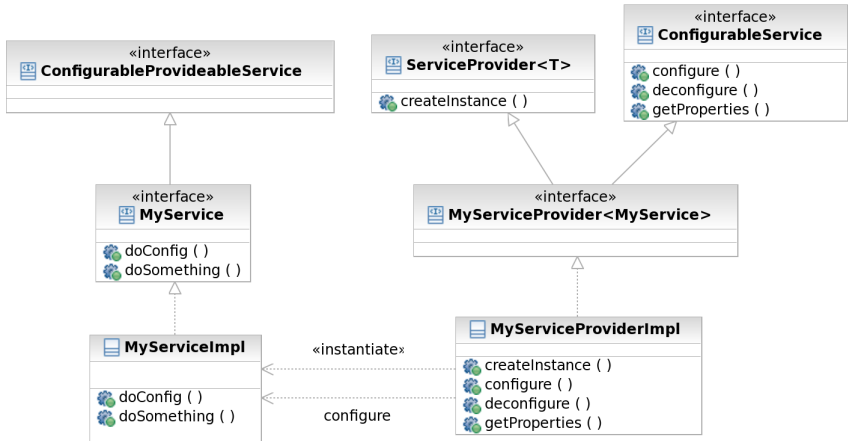 «interface»
ConfigurableProvideableService
«interface»
ServiceProvider<T>
createInstance ( )
«interface»
ConfigurableService
configure ( )
deconfigure ( )
getProperties ( )
«interface»
MyService
doConfig ( )
doSomething ( )
«interface»
MyServiceProvider<MyService>
MyServiceImpl
doConfig ( )
doSomething ( )
«instantiate»
configure
MyServiceProviderImpl
createInstance ( )
configure ( )
deconfigure ( )
getProperties ( )